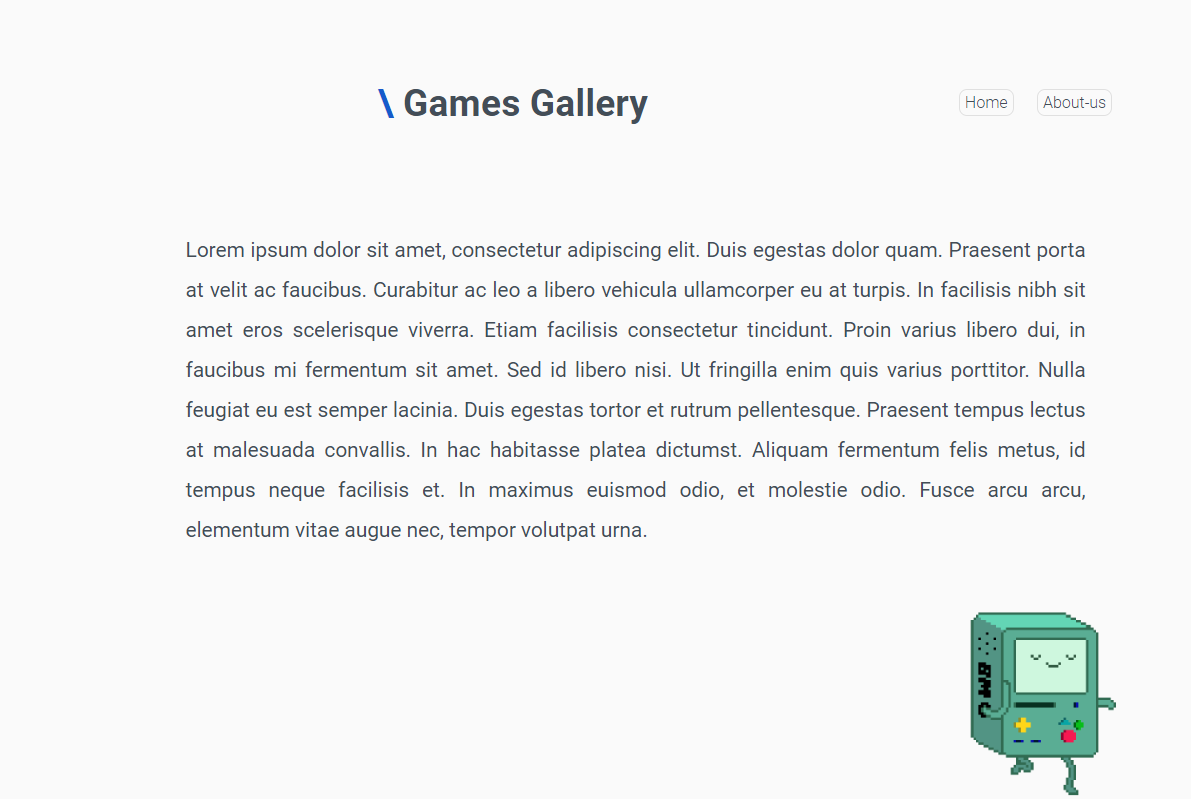 \ Games Gallery
Home
About-us
Lorem ipsum dolor sit amet, consectetur adipiscing elit. Duis egestas dolor quam. Praesent porta
at velit ac faucibus. Curabitur ac leo a libero vehicula ullamcorper eu at turpis. In facilisis nibh sit
amet eros scelerisque viverra. Etiam facilisis consectetur tincidunt. Proin varius libero dui, in
faucibus mi fermentum sit amet. Sed id libero nisi. Ut fringilla enim quis varius porttitor. Nulla
feugiat eu est semper lacinia. Duis egestas tortor et rutrum pellentesque. Praesent tempus lectus
at malesuada convallis. In hac habitasse platea dictumst. Aliquam fermentum felis metus, id
tempus neque facilisis et. In maximus euismod odio, et molestie odio. Fusce arcu arcu,
elementum vitae augue nec, tempor volutpat urna.